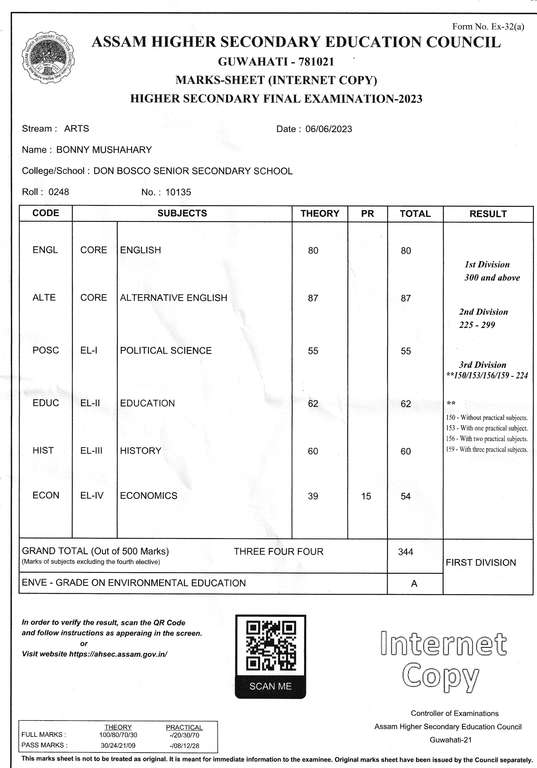 Form No. Ex-32(a)
ASSAM HIGHER SECONDARY EDUCATION COUNCIL
GUWAHATI - 781021
MARKS-SHEET (INTERNET COPY)
HIGHER SECONDARY FINAL EXAMINATION-2023
Stream : ARTS Date : 06/06/2023
Name : BONNY MUSHAHARY
College/School : DON BOSCO SENIOR SECONDARY SCHOOL
Roll : 0248 No. : 10135
CODE SUBJECTS THEORY PR TOTAL RESULT
ENGL CORE ENGLISH 80 80
1st Division
300 and above
ALTE CORE ALTERNATIVE ENGLISH 87 87
2nd Division
225 - 299
POSC EL-I POLITICAL SCIENCE 55 55
3rd Division
**150/153/156/159 - 224
EDUC EL-II EDUCATION 62 62 **
150 - Without practical subjects.
153 - With one practical subject.
156 - With two practical subjects.
159 - With three practical subjects.
HIST EL-III HISTORY 60 60
ECON EL-IV ECONOMICS 39 15 54
GRAND TOTAL (Out of 500 Marks) THREE FOUR FOUR 344
(Marks of subjects excluding the fourth elective)
FIRST DIVISION
ENVE - GRADE ON ENVIRONMENTAL EDUCATION A
In order to verify the result, scan the QR Code
and follow instructions as apperaing in the screen.
or
Visit website https://ahsec.assam.gov.in/
SCAN ME
Internet
Copy
Controller of Examinations
Assam Higher Secondary Education Council
Guwahati-21
THEORY PRACTICAL
FULL MARKS : 100/80/70/30 -/20/30/70
PASS MARKS : 30/24/21/09 -/08/12/28
This marks sheet is not to be treated as original. It is meant for immediate information to the examinee. Original marks sheet have been issued by the Council separately.